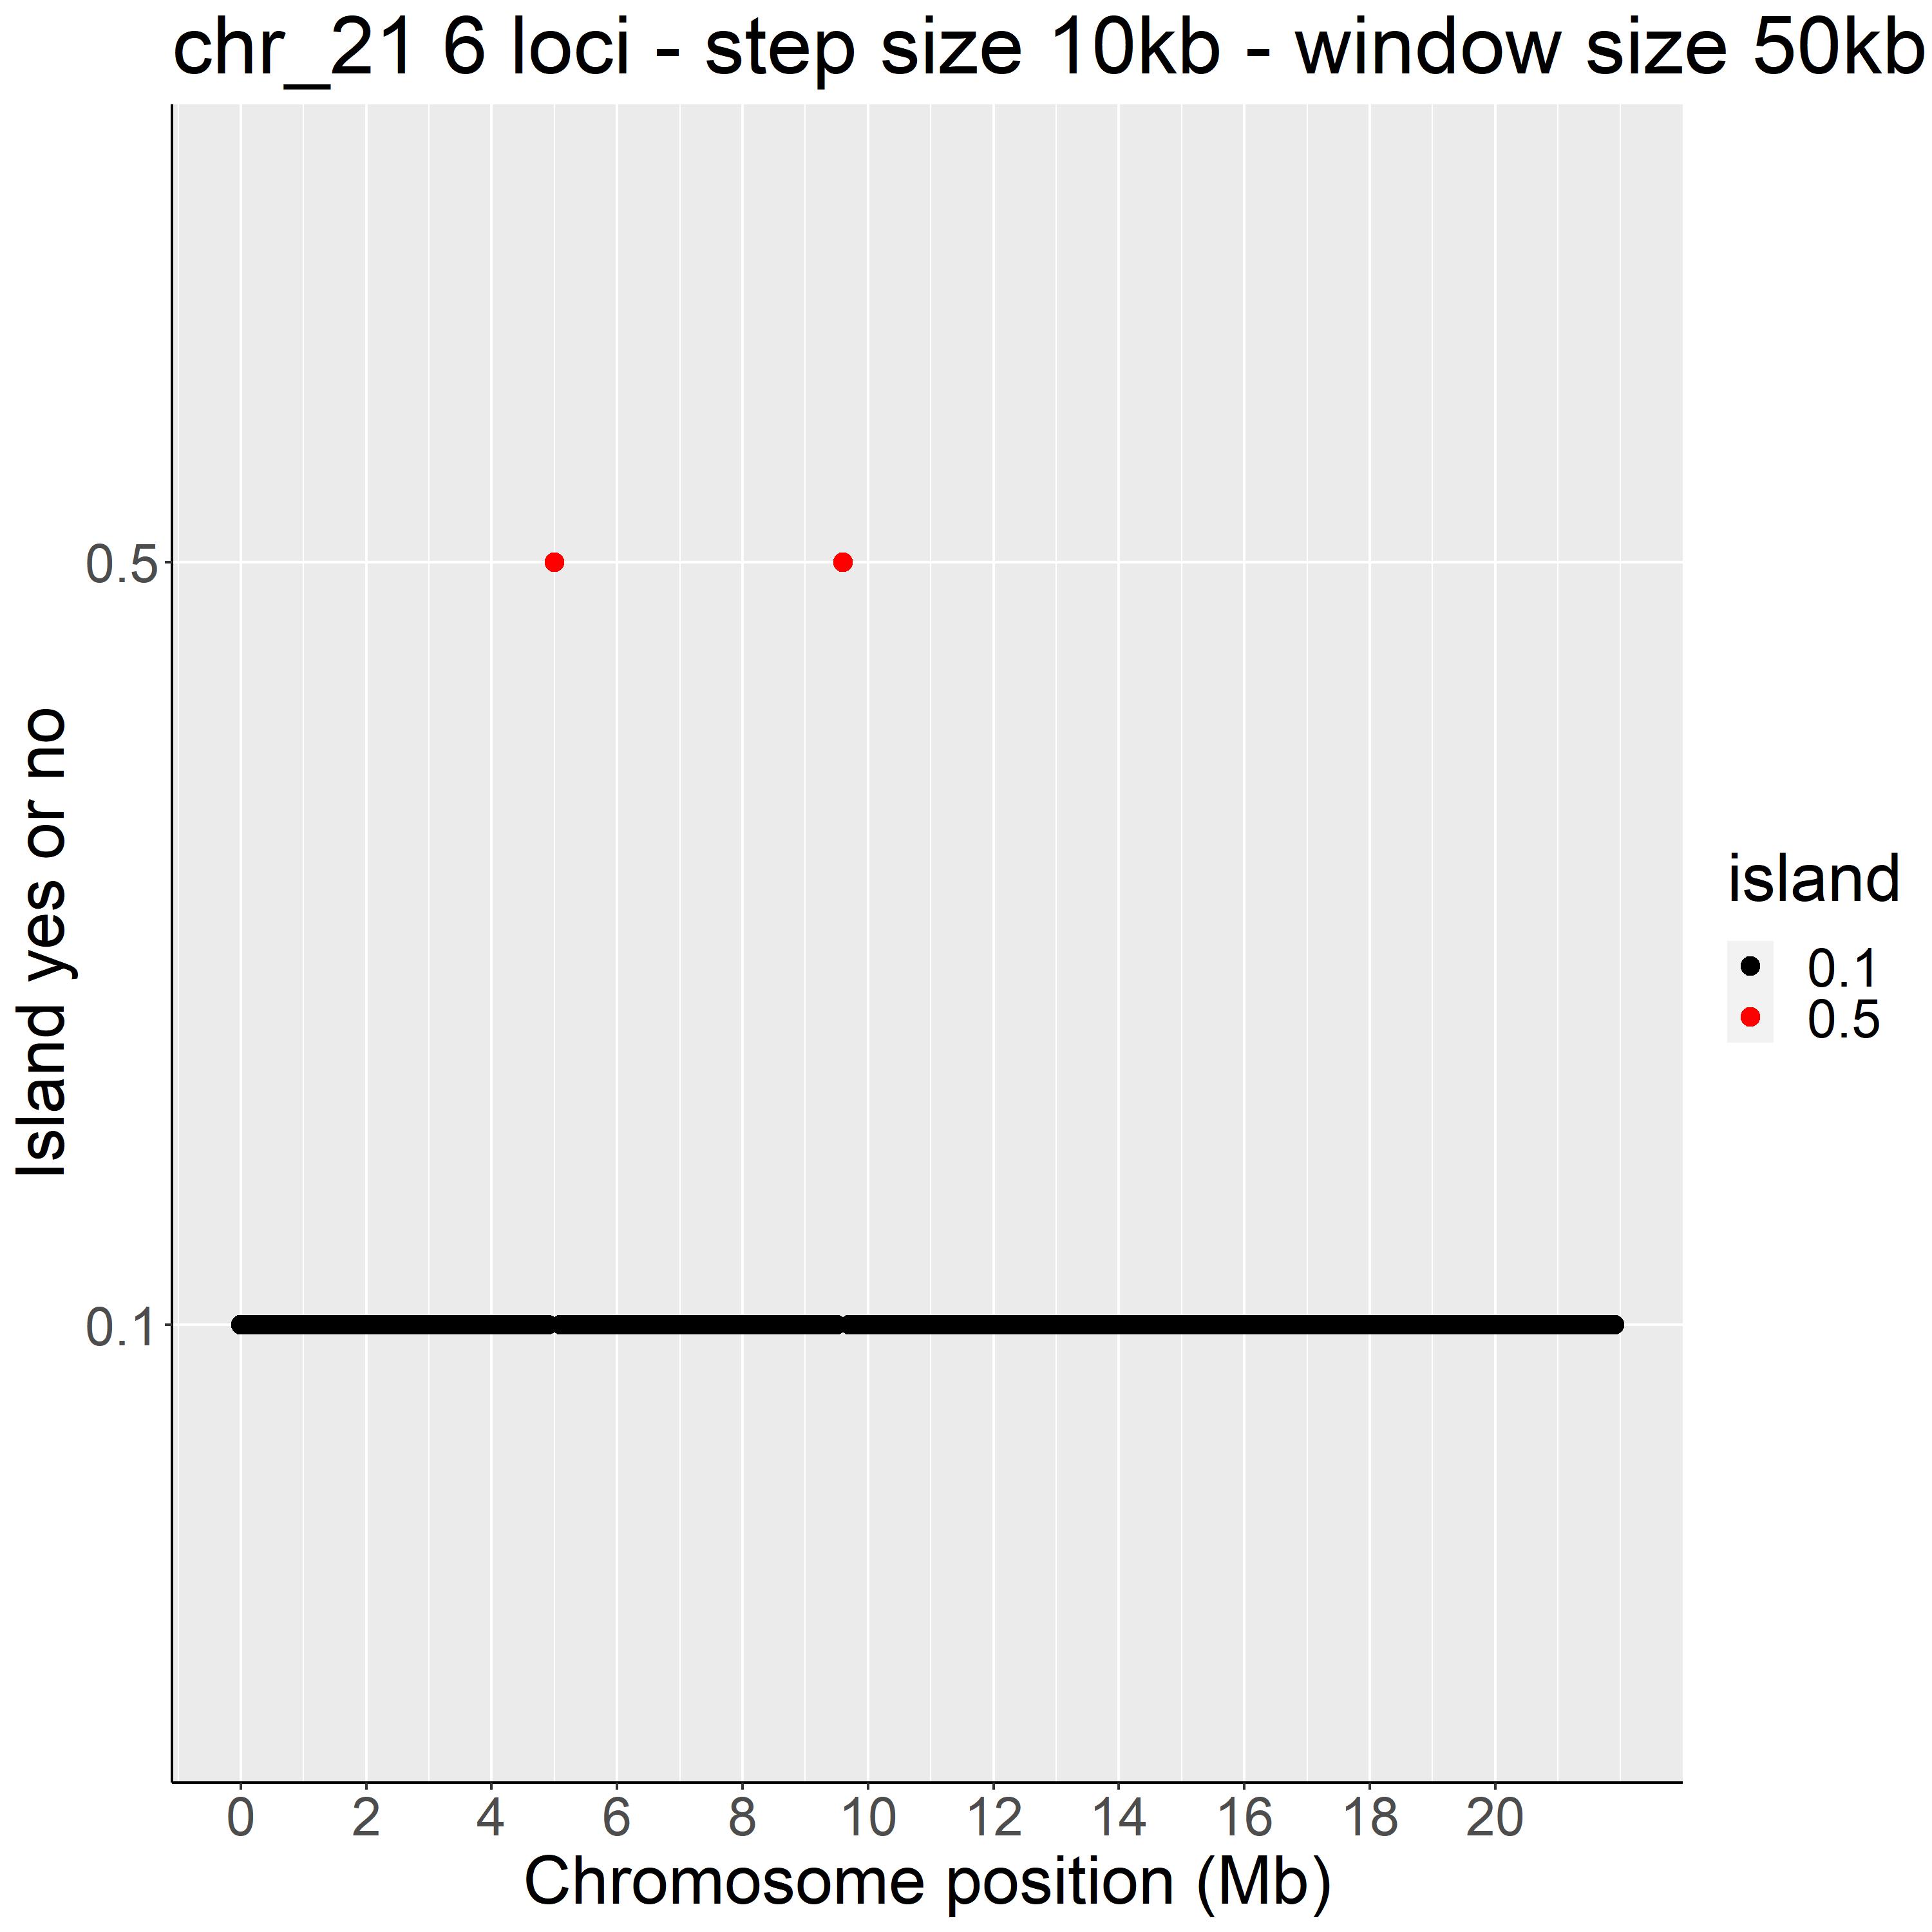 chr_21 6 loci - step size 10kb - window size 50kb
Island yes or no
0.5
0.1
island
0.1
0.5
0 2 4 6 8 10 12 14 16 18 20
Chromosome position (Mb)